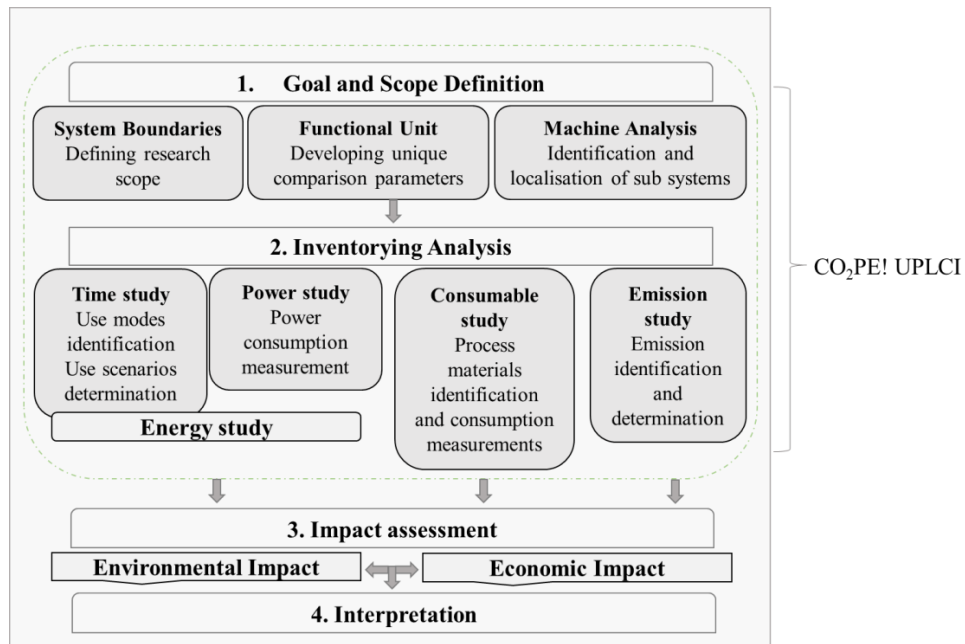 1. Goal and Scope Definition
System Boundaries
Defining research
scope
Functional Unit
Developing unique
comparison parameters
Machine Analysis
Identification and
localisation of sub systems
2. Inventorying Analysis
Time study
Use modes
identification
Use scenarios
determination
Power study
Power
consumption
measurement
Energy study
Consumable
study
Process
materials
identification
and consumption
measurements
Emission
study
Emission
identification
and
determination
CO₂PE! UPLCI
3. Impact assessment
Environmental Impact
Economic Impact
4. Interpretation